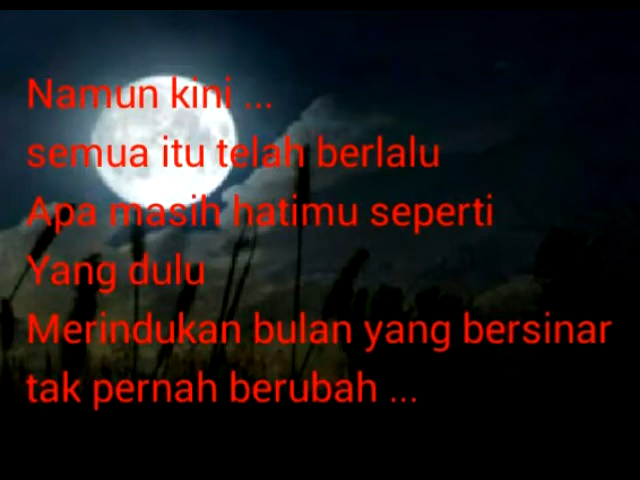 Namun kini ...
semua itu telah berlalu
Apa masih hatimu seperti
Yang dulu
Merindukan bulan yang bersinar
tak pernah berubah ...